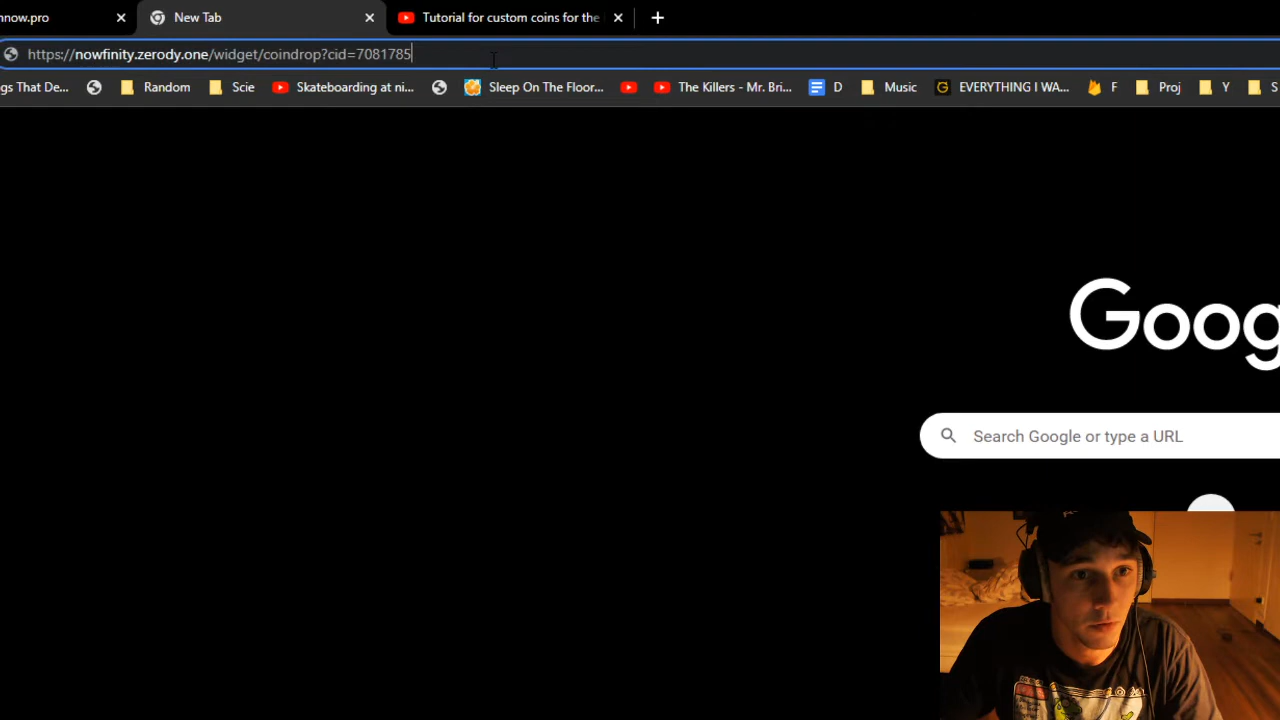 nnow.pro New Tab Tutorial for custom coins for the
https://nowfinity.zerody.one/widget/coindrop?cid=7081785
gs That De... Random Scie Skateboarding at ni... Sleep On The Floor... The Killers - Mr. Bri... D Music G EVERYTHING I WA... F Proj Y S
Goog
Search Google or type a URL